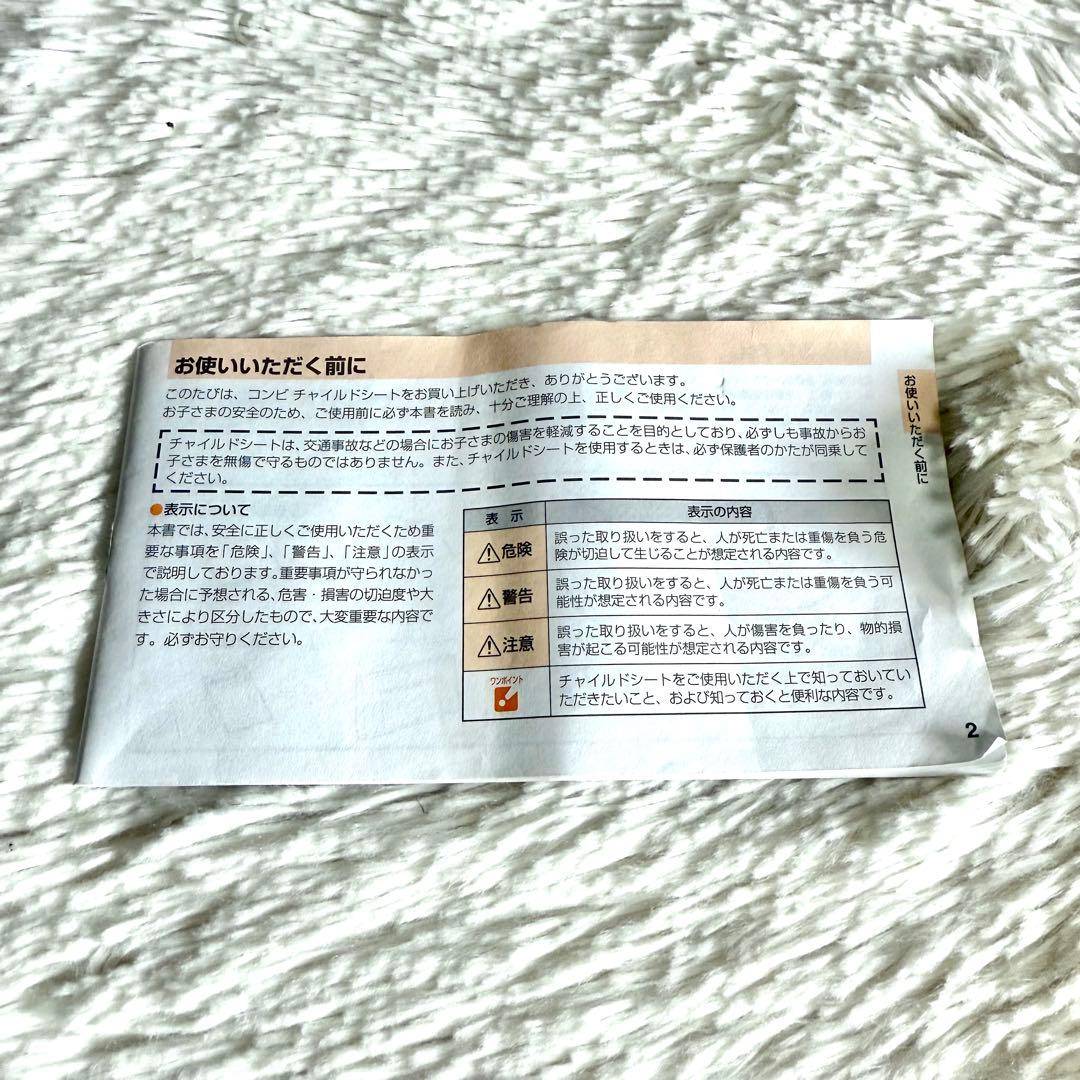 お使いいただく前に
このたびは、コンビ チャイルドシートをお買い上げいただき、ありがとうございます。
お子さまの安全のため、ご使用前に必ず本書を読み、十分ご理解の上、正しくご使用ください。
チャイルドシートは、交通事故などの場合にお子さまの傷害を軽減することを目的としており、必ずしも事故からお
子さまを無傷で守るものではありません。また、チャイルドシートを使用するときは、必ず保護者のかたが同乗して
ください。
●表示について
本書では、安全に正しくご使用いただくため重
要な事項を「危険」、「警告」、「注意」の表示
で説明しております。重要事項が守られなかっ
た場合に予想される、危害・損害の切迫度や大
きさにより区分したもので、大変重要な内容で
す。必ずお守りください。
表 示 表示の内容
⚠危険 誤った取り扱いをすると、人が死亡または重傷を負う危
険が切迫して生じることが想定される内容です。
⚠警告 誤った取り扱いをすると、人が死亡または重傷を負う可
能性が想定される内容です。
⚠注意 誤った取り扱いをすると、人が傷害を負ったり、物的損
害が起こる可能性が想定される内容です。
ワンポイント チャイルドシートをご使用いただく上で知っておいてい
ただきたいこと、および知っておくと便利な内容です。
お使いいただく前に
2